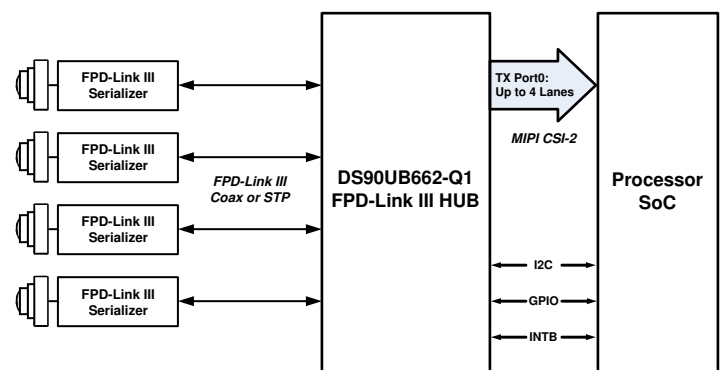 FPD-Link III
Serializer
FPD-Link III
Serializer
FPD-Link III
Serializer
FPD-Link III
Serializer
FPD-Link III
Coax or STP
DS90UB662-Q1
FPD-Link III HUB
TX Port0:
Up to 4 Lanes
MIPI CSI-2
I2C
GPIO
INTB
Processor
SoC